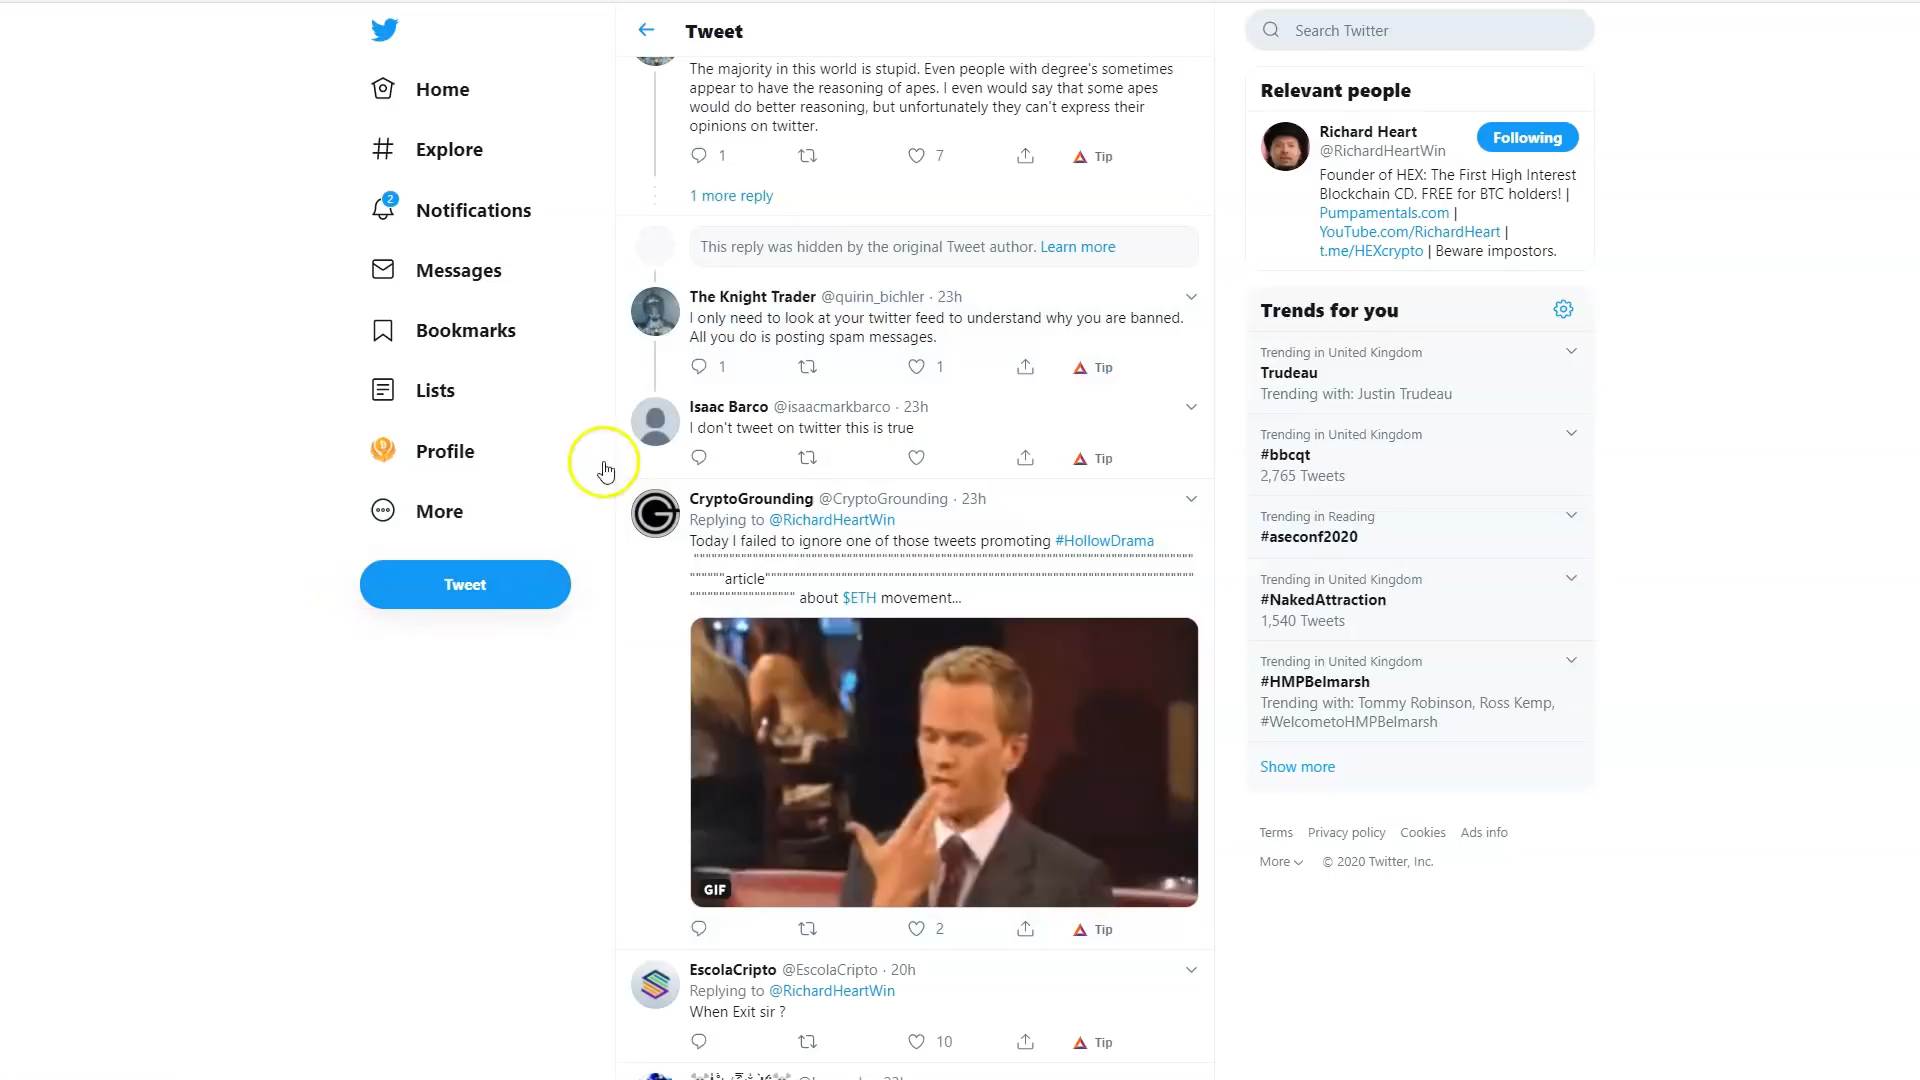 Home
Explore
2
Notifications
Messages
Bookmarks
Lists
Profile
More
Tweet
Tweet
The majority in this world is stupid. Even people with degree's sometimes
appear to have the reasoning of apes. I even would say that some apes
would do better reasoning, but unfortunately they can't express their
opinions on twitter.
1 7 Tip
1 more reply
This reply was hidden by the original Tweet author. Learn more
The Knight Trader @quirin_bichler · 23h
I only need to look at your twitter feed to understand why you are banned.
All you do is posting spam messages.
1 1 Tip
Isaac Barco @isaacmarkbarco · 23h
I don't tweet on twitter this is true
Tip
CryptoGrounding @CryptoGrounding · 23h
Replying to @RichardHeartWin
Today I failed to ignore one of those tweets promoting #HollowDrama
article
about $ETH movement...
GIF
2 Tip
EscolaCripto @EscolaCripto · 20h
Replying to @RichardHeartWin
When Exit sir ?
10 Tip
Search Twitter
Relevant people
Richard Heart
@RichardHeartWin
Following
Founder of HEX: The First High Interest
Blockchain CD. FREE for BTC holders! |
Pumpamentals.com |
YouTube.com/RichardHeart |
t.me/HEXcrypto | Beware impostors.
Trends for you
Trending in United Kingdom
Trudeau
Trending with: Justin Trudeau
Trending in United Kingdom
#bbcqt
2,765 Tweets
Trending in Reading
#aseconf2020
Trending in United Kingdom
#NakedAttraction
1,540 Tweets
Trending in United Kingdom
#HMPBelmarsh
Trending with: Tommy Robinson, Ross Kemp,
#WelcometoHMPBelmarsh
Show more
Terms Privacy policy Cookies Ads info
More © 2020 Twitter, Inc.